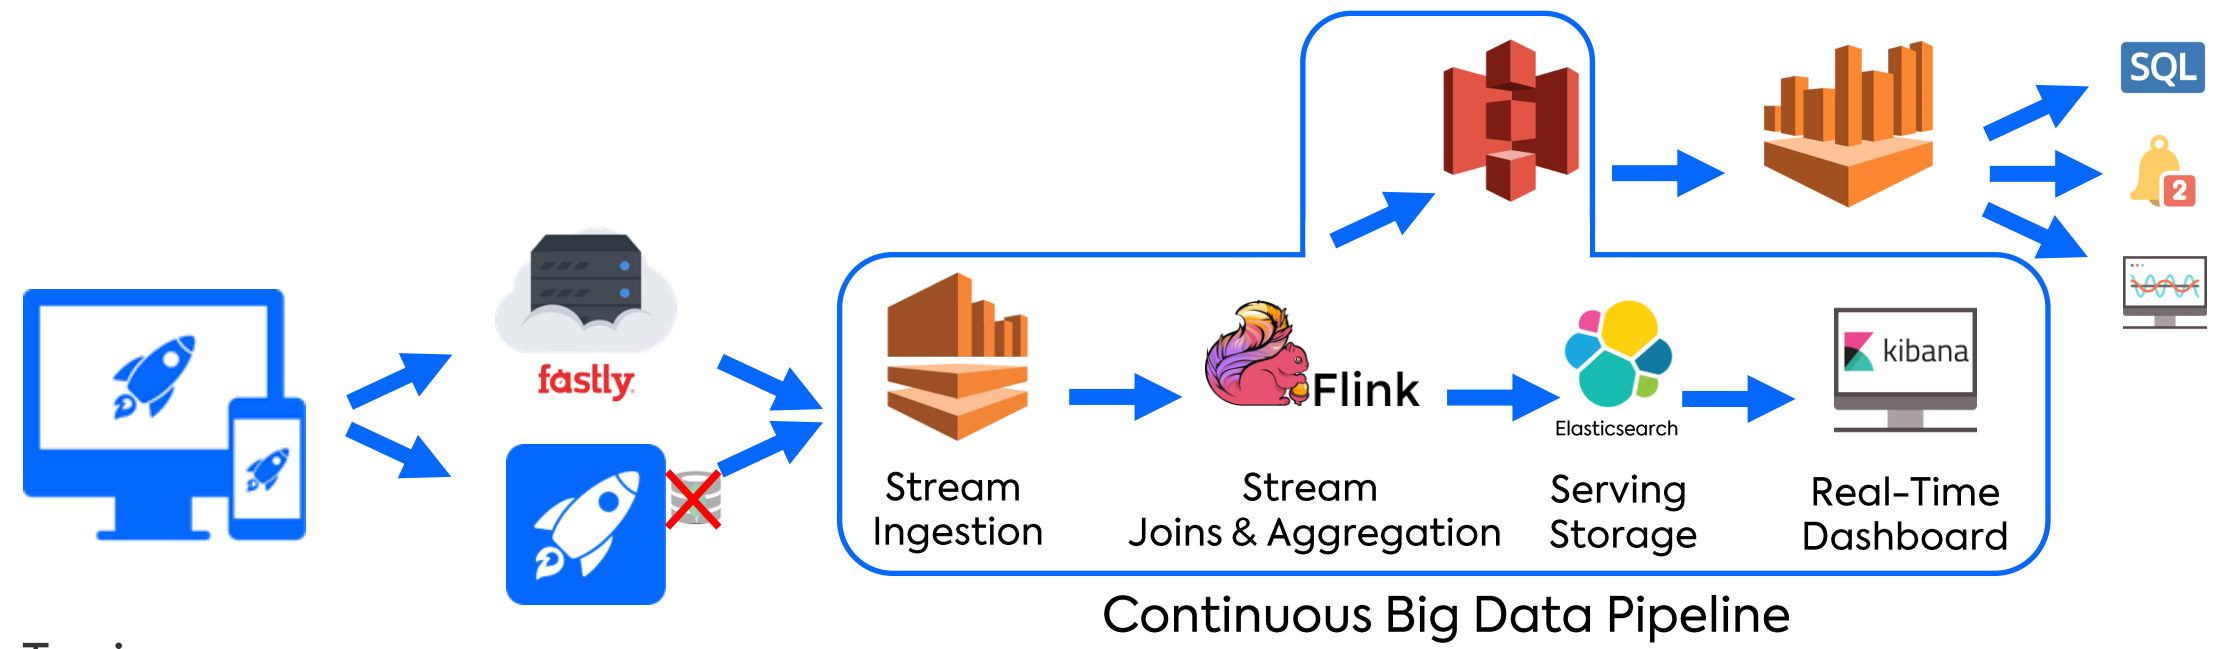 SQL
2
fastly
Flink
Elasticsearch
kibana
Stream
Ingestion
Stream
Joins & Aggregation
Serving
Storage
Real-Time
Dashboard
Continuous Big Data Pipeline